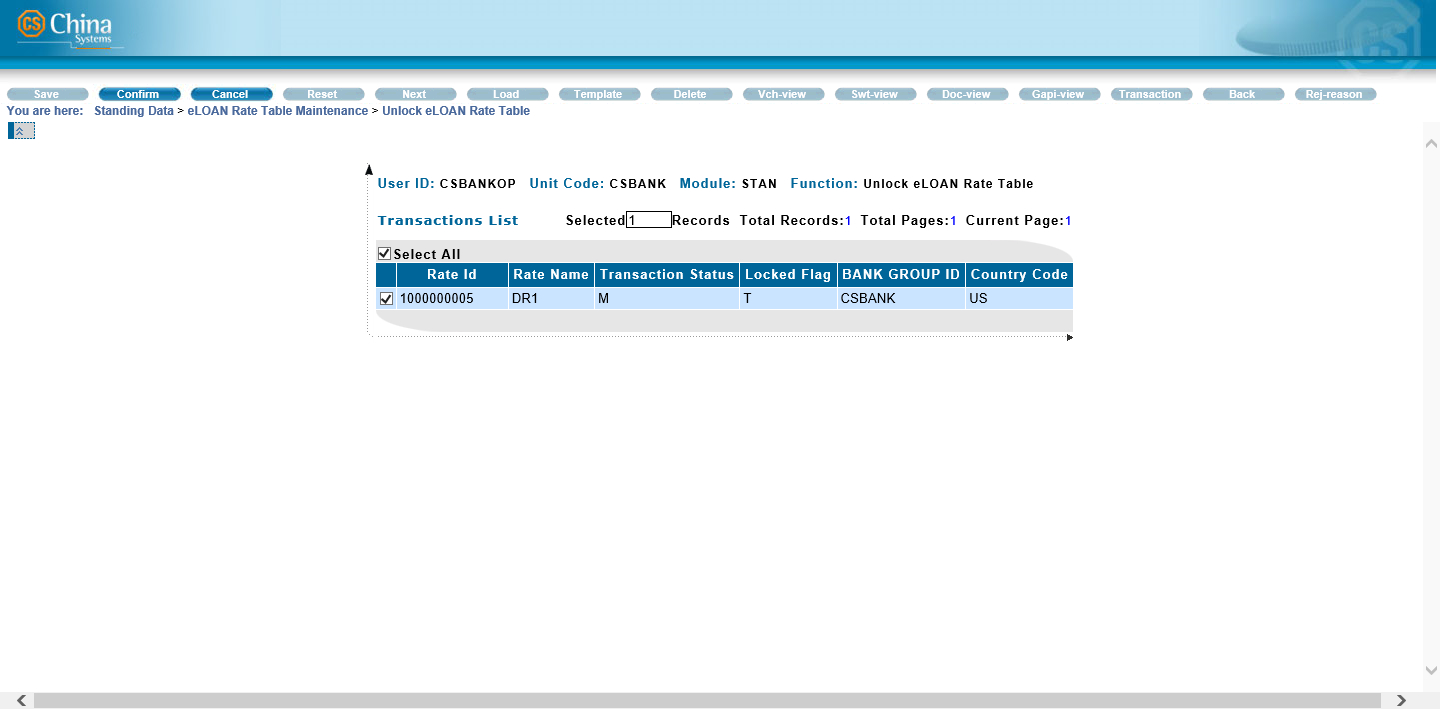 CS China
Systems
CS
Save Confirm Cancel Reset Next Load Template Delete Vch-view Swt-view Doc-view Gapi-view Transaction Back Rej-reason
You are here: Standing Data > eLOAN Rate Table Maintenance > Unlock eLOAN Rate Table
User ID: CSBANKOP Unit Code: CSBANK Module: STAN Function: Unlock eLOAN Rate Table
Transactions List Selected 1 Records Total Records:1 Total Pages:1 Current Page:1
Select All
Rate Id Rate Name Transaction Status Locked Flag BANK GROUP ID Country Code
1000000005 DR1 M T CSBANK US